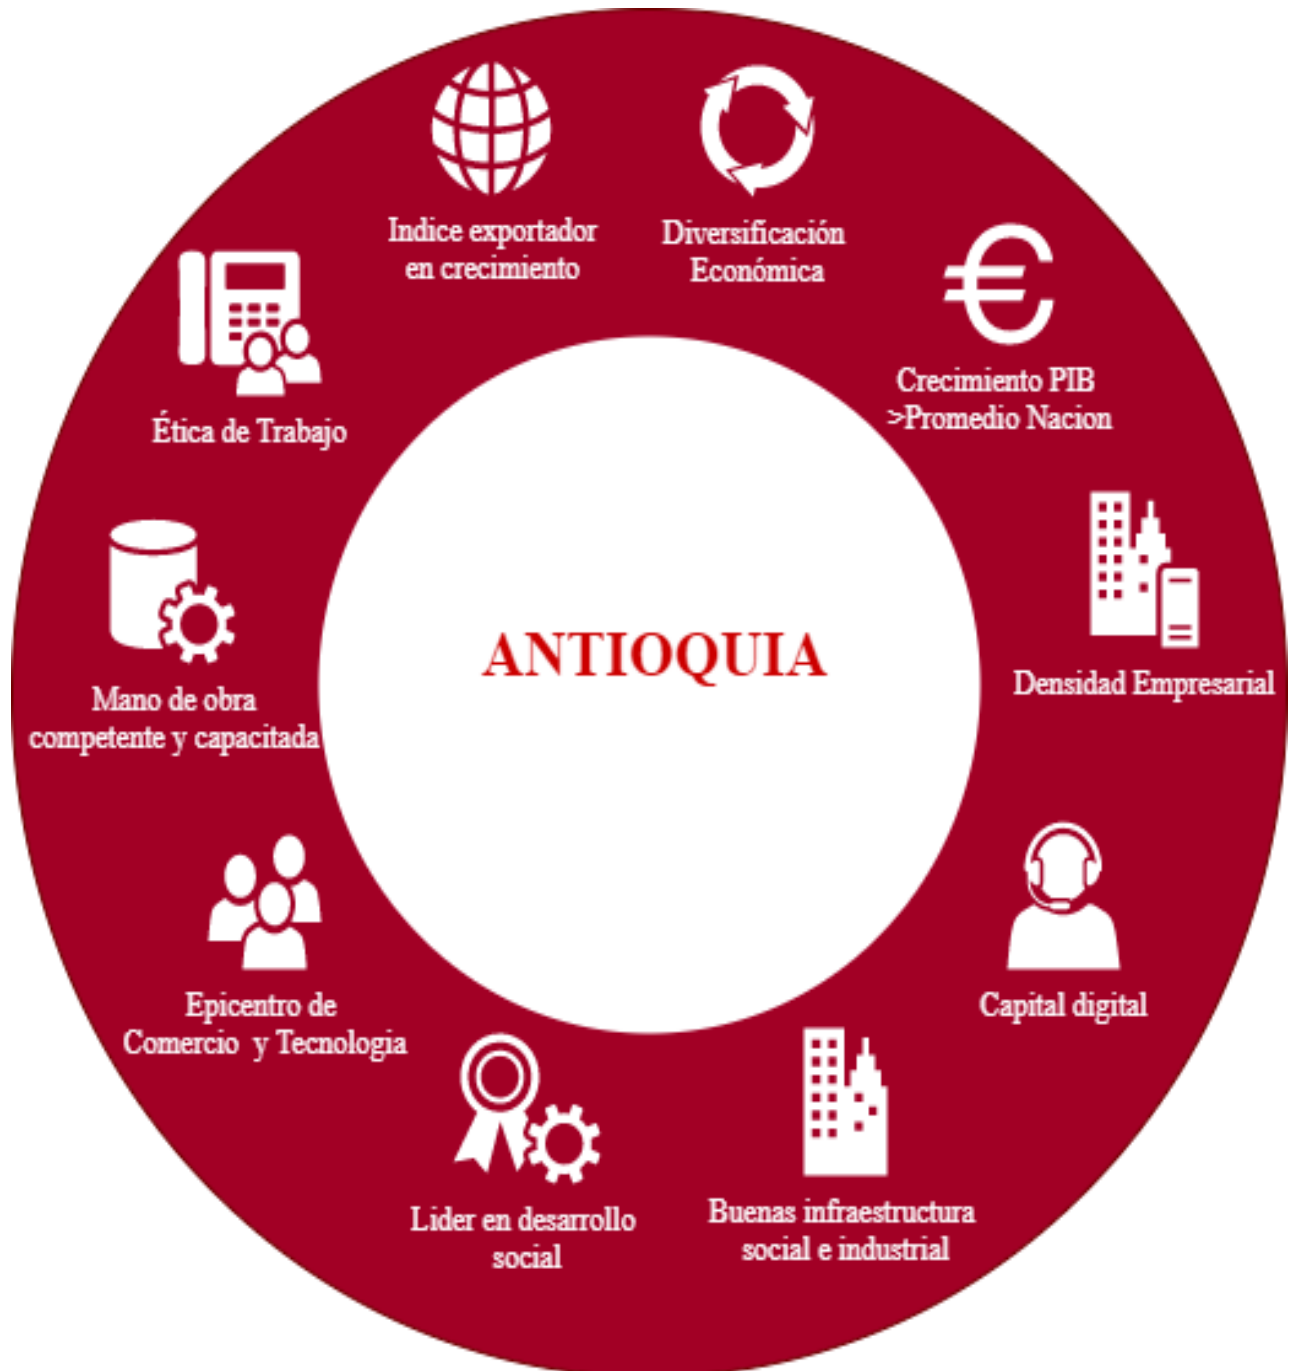 Indice exportador
en crecimiento
Diversificación
Económica
Crecimiento PIB
>Promedio Nacion
Densidad Empresarial
Capital digital
Buenas infraestructura
social e industrial
Lider en desarrollo
social
Epicentro de
Comercio y Tecnologia
Mano de obra
competente y capacitada
Ética de Trabajo
ANTIOQUIA